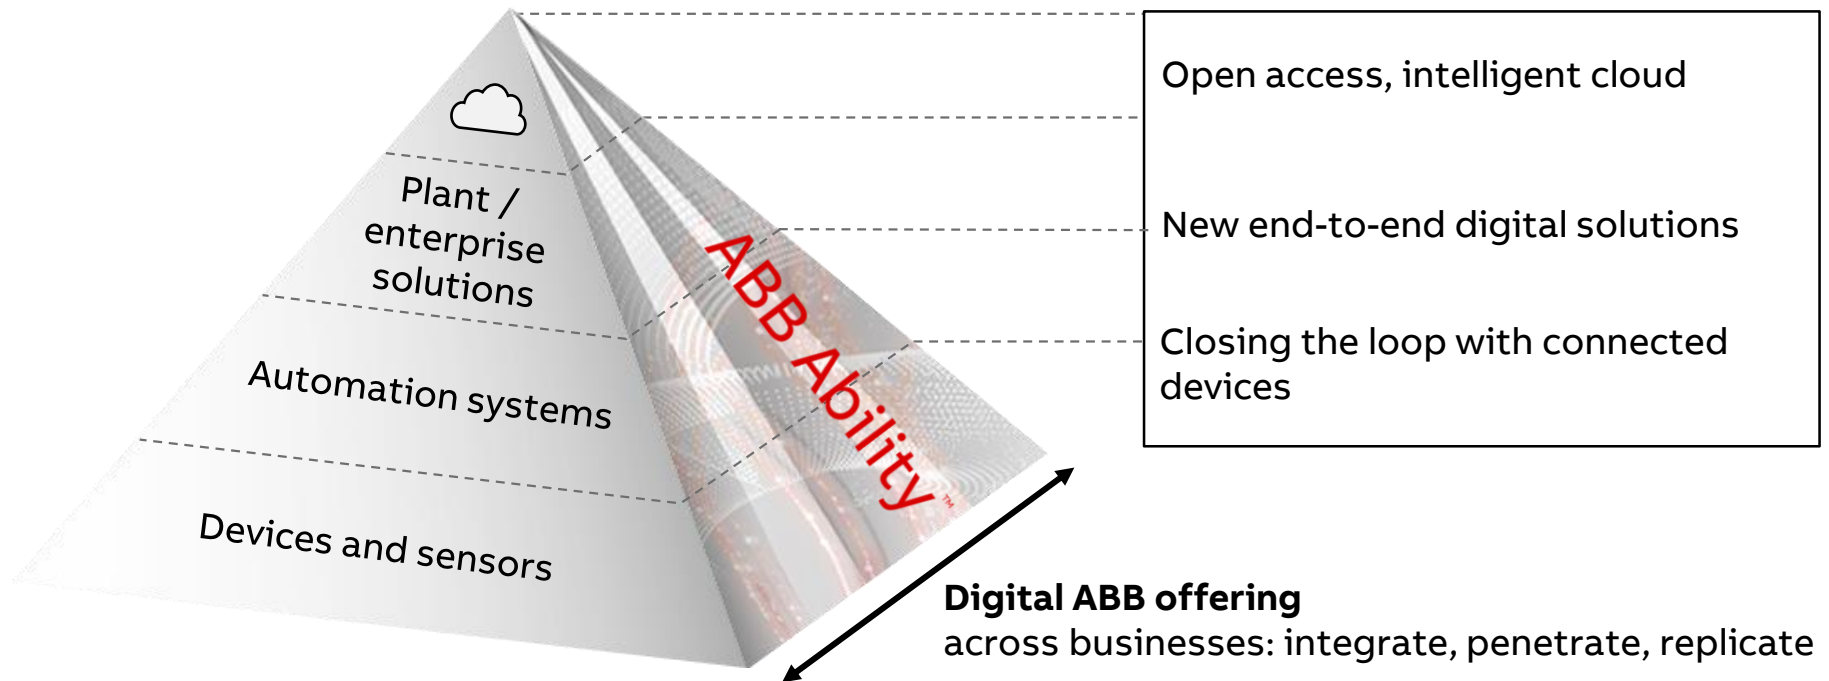 Open access, intelligent cloud
Plant /
enterprise
solutions
New end-to-end digital solutions
ABB Ability™
Closing the loop with connected
devices
Automation systems
Devices and sensors
Digital ABB offering
across businesses: integrate, penetrate, replicate